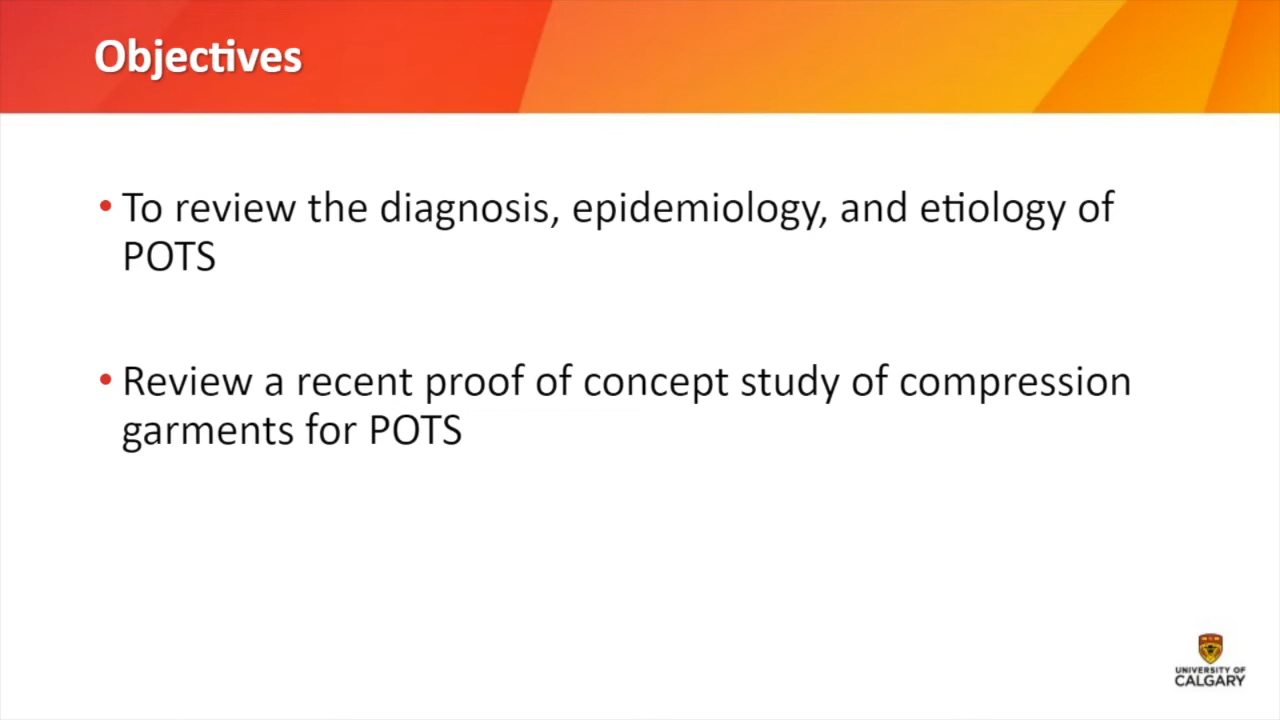 Objectives
• To review the diagnosis, epidemiology, and etiology of
POTS
• Review a recent proof of concept study of compression
garments for POTS
UNIVERSITY OF
CALGARY